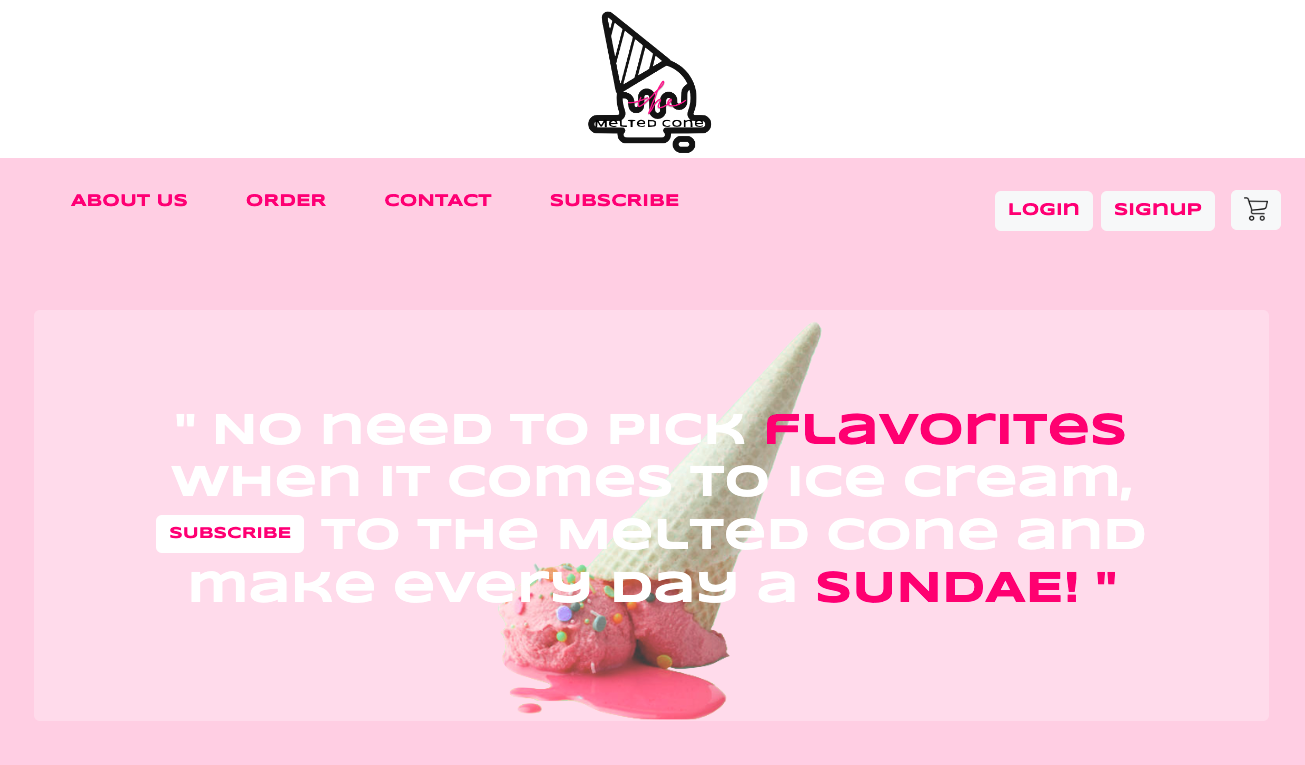 the
Melted Cone
ABOUT US
ORDER
CONTACT
SUBSCRIBE
Login
Signup
" No need to pick flavorites
when it comes to ice cream,
SUBSCRIBE to the Melted Cone and
make every day a SUNDAE! "